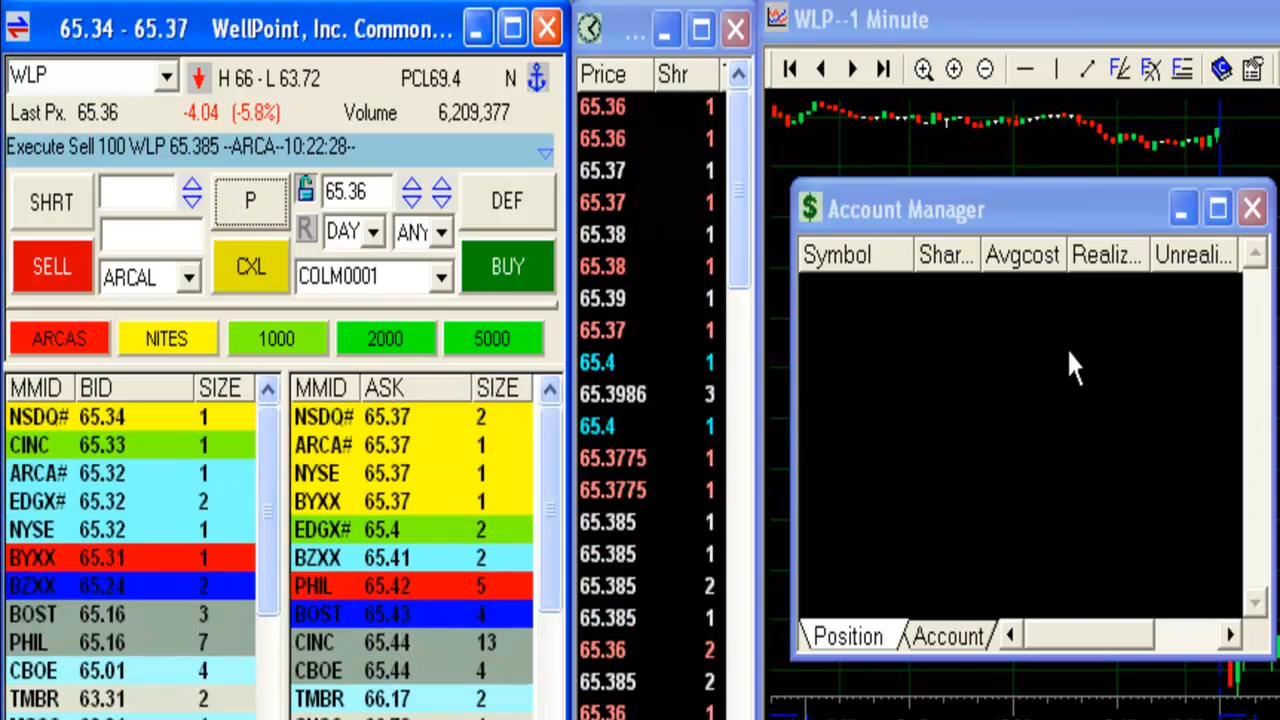 65.34 - 65.37 WellPoint, Inc. Common...
WLP H 66 - L 63.72 PCL69.4 N
Last Px. 65.36 -4.04 (-5.8%) Volume 6,209,377
Execute Sell 100 WLP 65.385 --ARCA--10:22:28--
SHRT P 65.36 DEF
R DAY ANY
SELL ARCAL CXL COLM0001 BUY
ARCAS NITES 1000 2000 5000
MMID BID SIZE MMID ASK SIZE
NSDQ# 65.34 1 NSDQ# 65.37 2
CINC 65.33 1 ARCA# 65.37 1
ARCA# 65.32 1 NYSE 65.37 1
EDGX# 65.32 2 BYXX 65.37 1
NYSE 65.32 1 EDGX# 65.4 2
BYXX 65.31 1 BZXX 65.41 2
BZXX 65.24 2 PHIL 65.42 5
BOST 65.16 3 BOST 65.43 4
PHIL 65.16 7 CINC 65.44 13
CBOE 65.01 4 CBOE 65.44 4
TMBR 63.31 2 TMBR 66.17 2
...
Price Shr
65.36 1
65.36 1
65.37 1
65.37 1
65.38 1
65.38 1
65.39 1
65.37 1
65.4 1
65.3986 3
65.4 1
65.3775 1
65.3775 1
65.385 1
65.385 1
65.385 2
65.385 1
65.36 2
65.385 2
65.36 1
WLP--1 Minute
$ Account Manager
Symbol Shar... Avgcost Realiz... Unreali...
Position Account